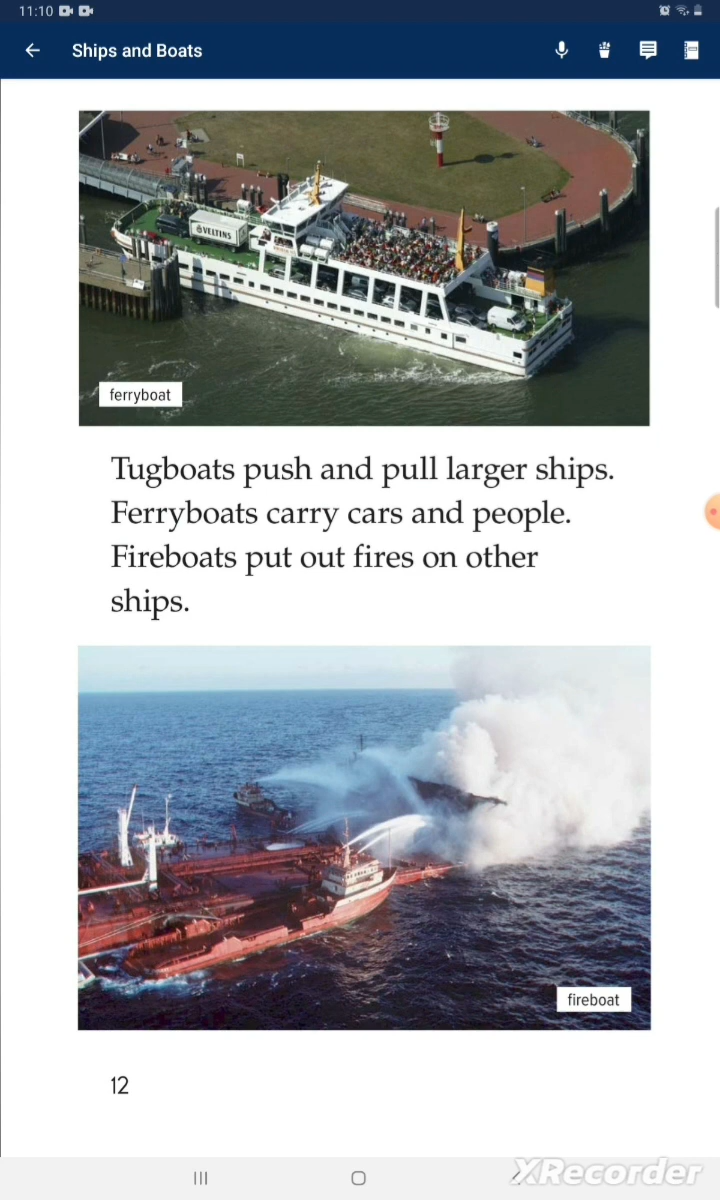 11:10
Ships and Boats
VELTINS
ferryboat
Tugboats push and pull larger ships.
Ferryboats carry cars and people.
Fireboats put out fires on other
ships.
fireboat
12
XRecorder